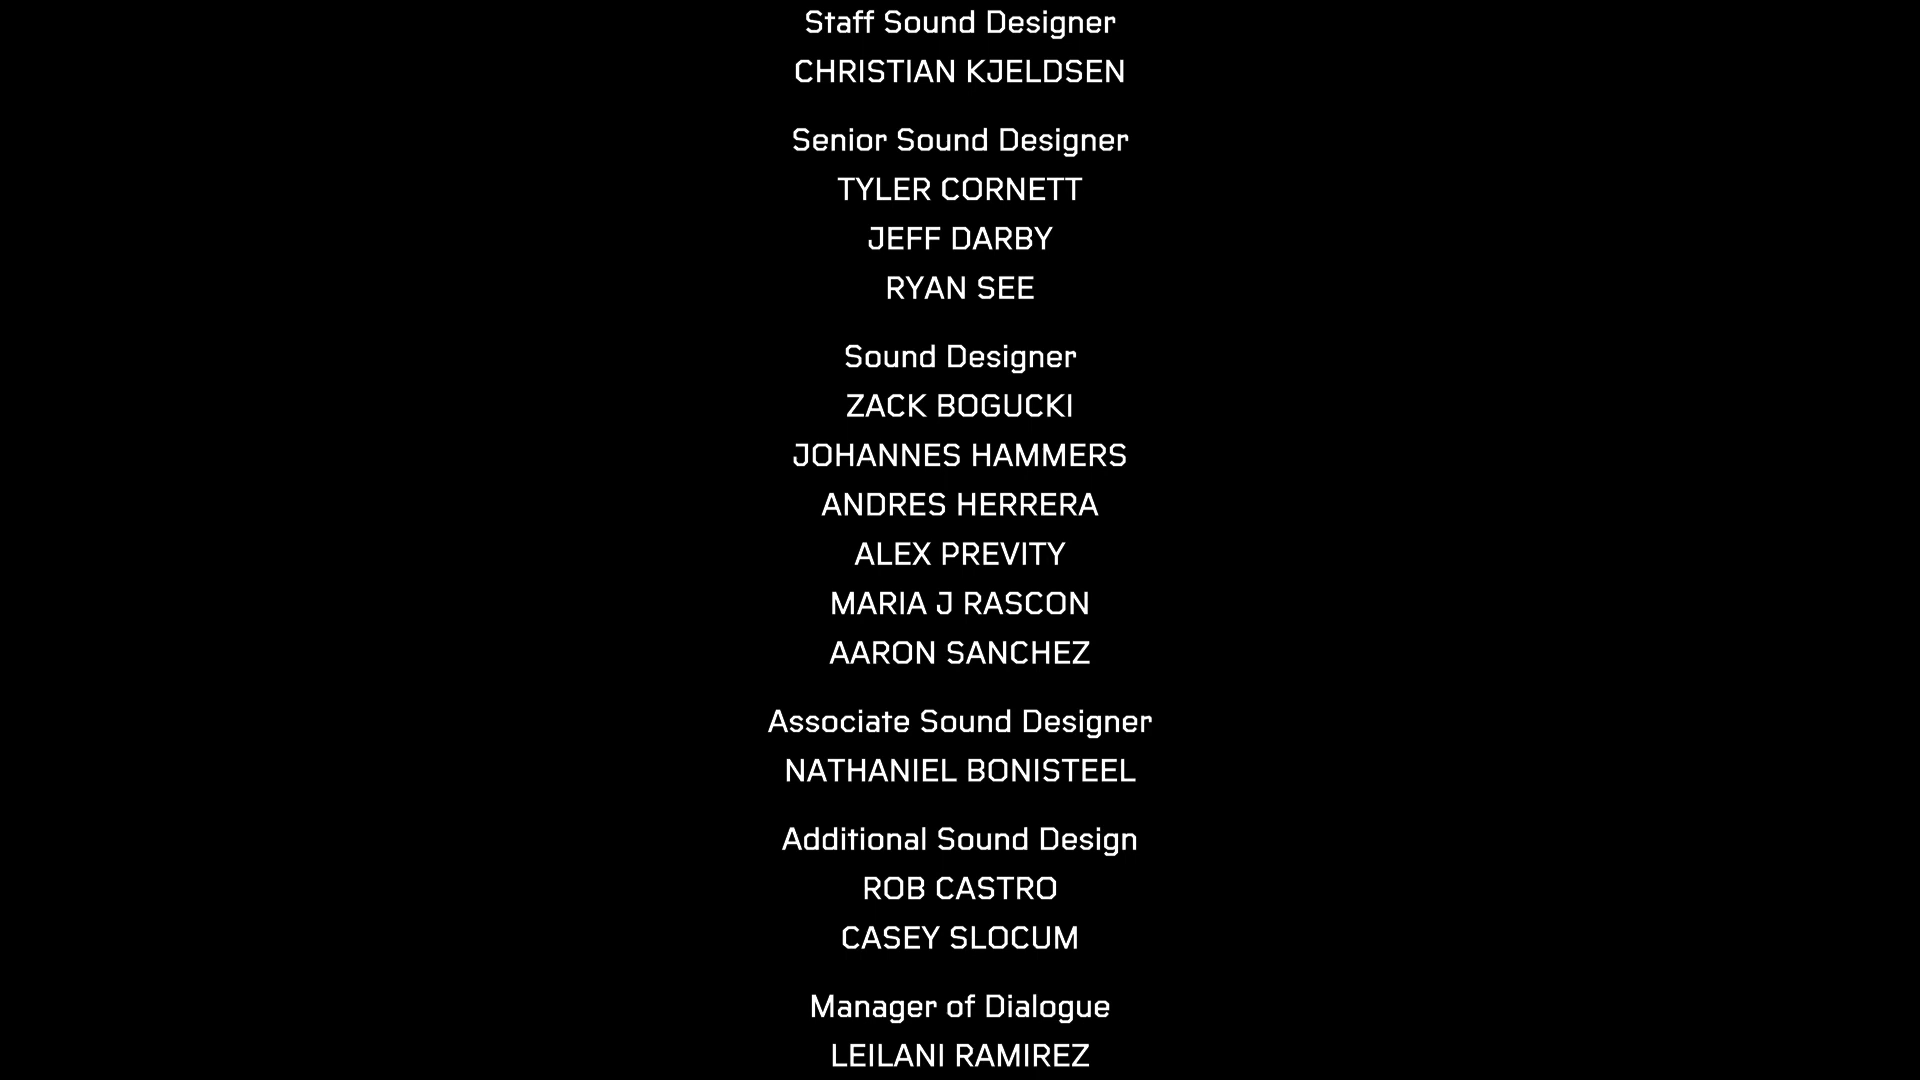 Staff Sound Designer
CHRISTIAN KJELDSEN
Senior Sound Designer
TYLER CORNETT
JEFF DARBY
RYAN SEE
Sound Designer
ZACK BOGUCKI
JOHANNES HAMMERS
ANDRES HERRERA
ALEX PREVITY
MARIA J RASCON
AARON SANCHEZ
Associate Sound Designer
NATHANIEL BONISTEEL
Additional Sound Design
ROB CASTRO
CASEY SLOCUM
Manager of Dialogue
LEILANI RAMIREZ